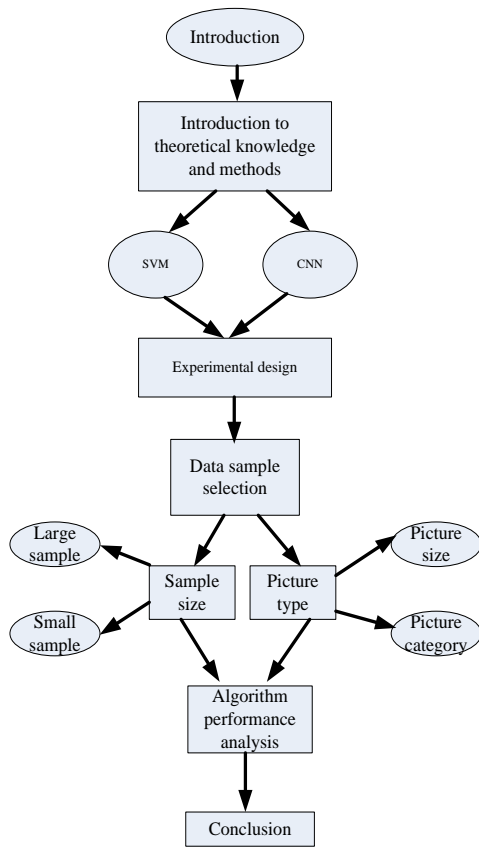 Introduction
Introduction to
theoretical knowledge
and methods
SVM
CNN
Experimental design
Data sample
selection
Large
sample
Picture
size
Sample
size
Picture
type
Small
sample
Picture
category
Algorithm
performance
analysis
Conclusion